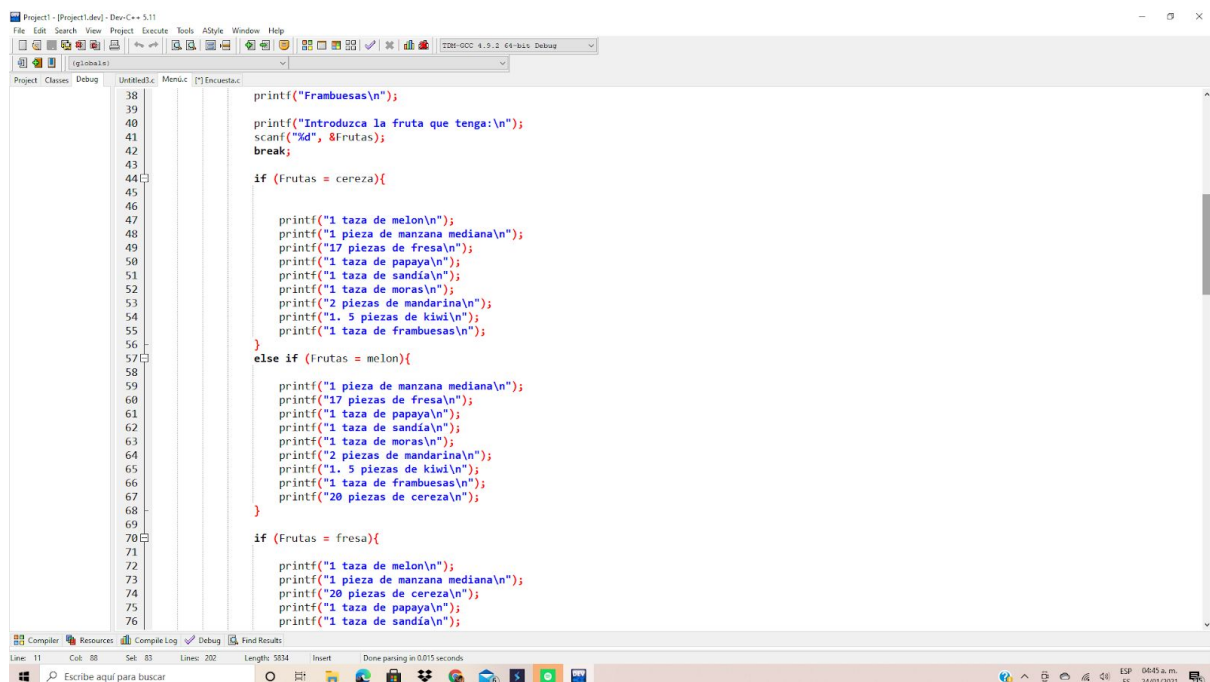 Project1 - [Project1.dev] - Dev-C++ 5.11
File Edit Search View Project Execute Tools AStyle Window Help
TDM-GCC 4.9.2 64-bit Debug
(globals)
Project Classes Debug Untitled3.c Menú.c [*] Encuesta.c
38 printf("Frambuesas\n");
39
40 printf("Introduzca la fruta que tenga:\n");
41 scanf("%d", &Frutas);
42 break;
43
44 if (Frutas = cereza){
45
46
47 printf("1 taza de melon\n");
48 printf("1 pieza de manzana mediana\n");
49 printf("17 piezas de fresa\n");
50 printf("1 taza de papaya\n");
51 printf("1 taza de sandía\n");
52 printf("1 taza de moras\n");
53 printf("2 piezas de mandarina\n");
54 printf("1. 5 piezas de kiwi\n");
55 printf("1 taza de frambuesas\n");
56 }
57 else if (Frutas = melon){
58
59 printf("1 pieza de manzana mediana\n");
60 printf("17 piezas de fresa\n");
61 printf("1 taza de papaya\n");
62 printf("1 taza de sandía\n");
63 printf("1 taza de moras\n");
64 printf("2 piezas de mandarina\n");
65 printf("1. 5 piezas de kiwi\n");
66 printf("1 taza de frambuesas\n");
67 printf("20 piezas de cereza\n");
68 }
69
70 if (Frutas = fresa){
71
72 printf("1 taza de melon\n");
73 printf("1 pieza de manzana mediana\n");
74 printf("20 piezas de cereza\n");
75 printf("1 taza de papaya\n");
76 printf("1 taza de sandía\n");
Compiler Resources Compile Log Debug Find Results
Line: 11 Col: 88 Sel: 83 Lines: 202 Length: 5834 Insert Done parsing in 0.015 seconds
Escribe aquí para buscar
ESP 04:45 a. m.
ES 24/01/2021